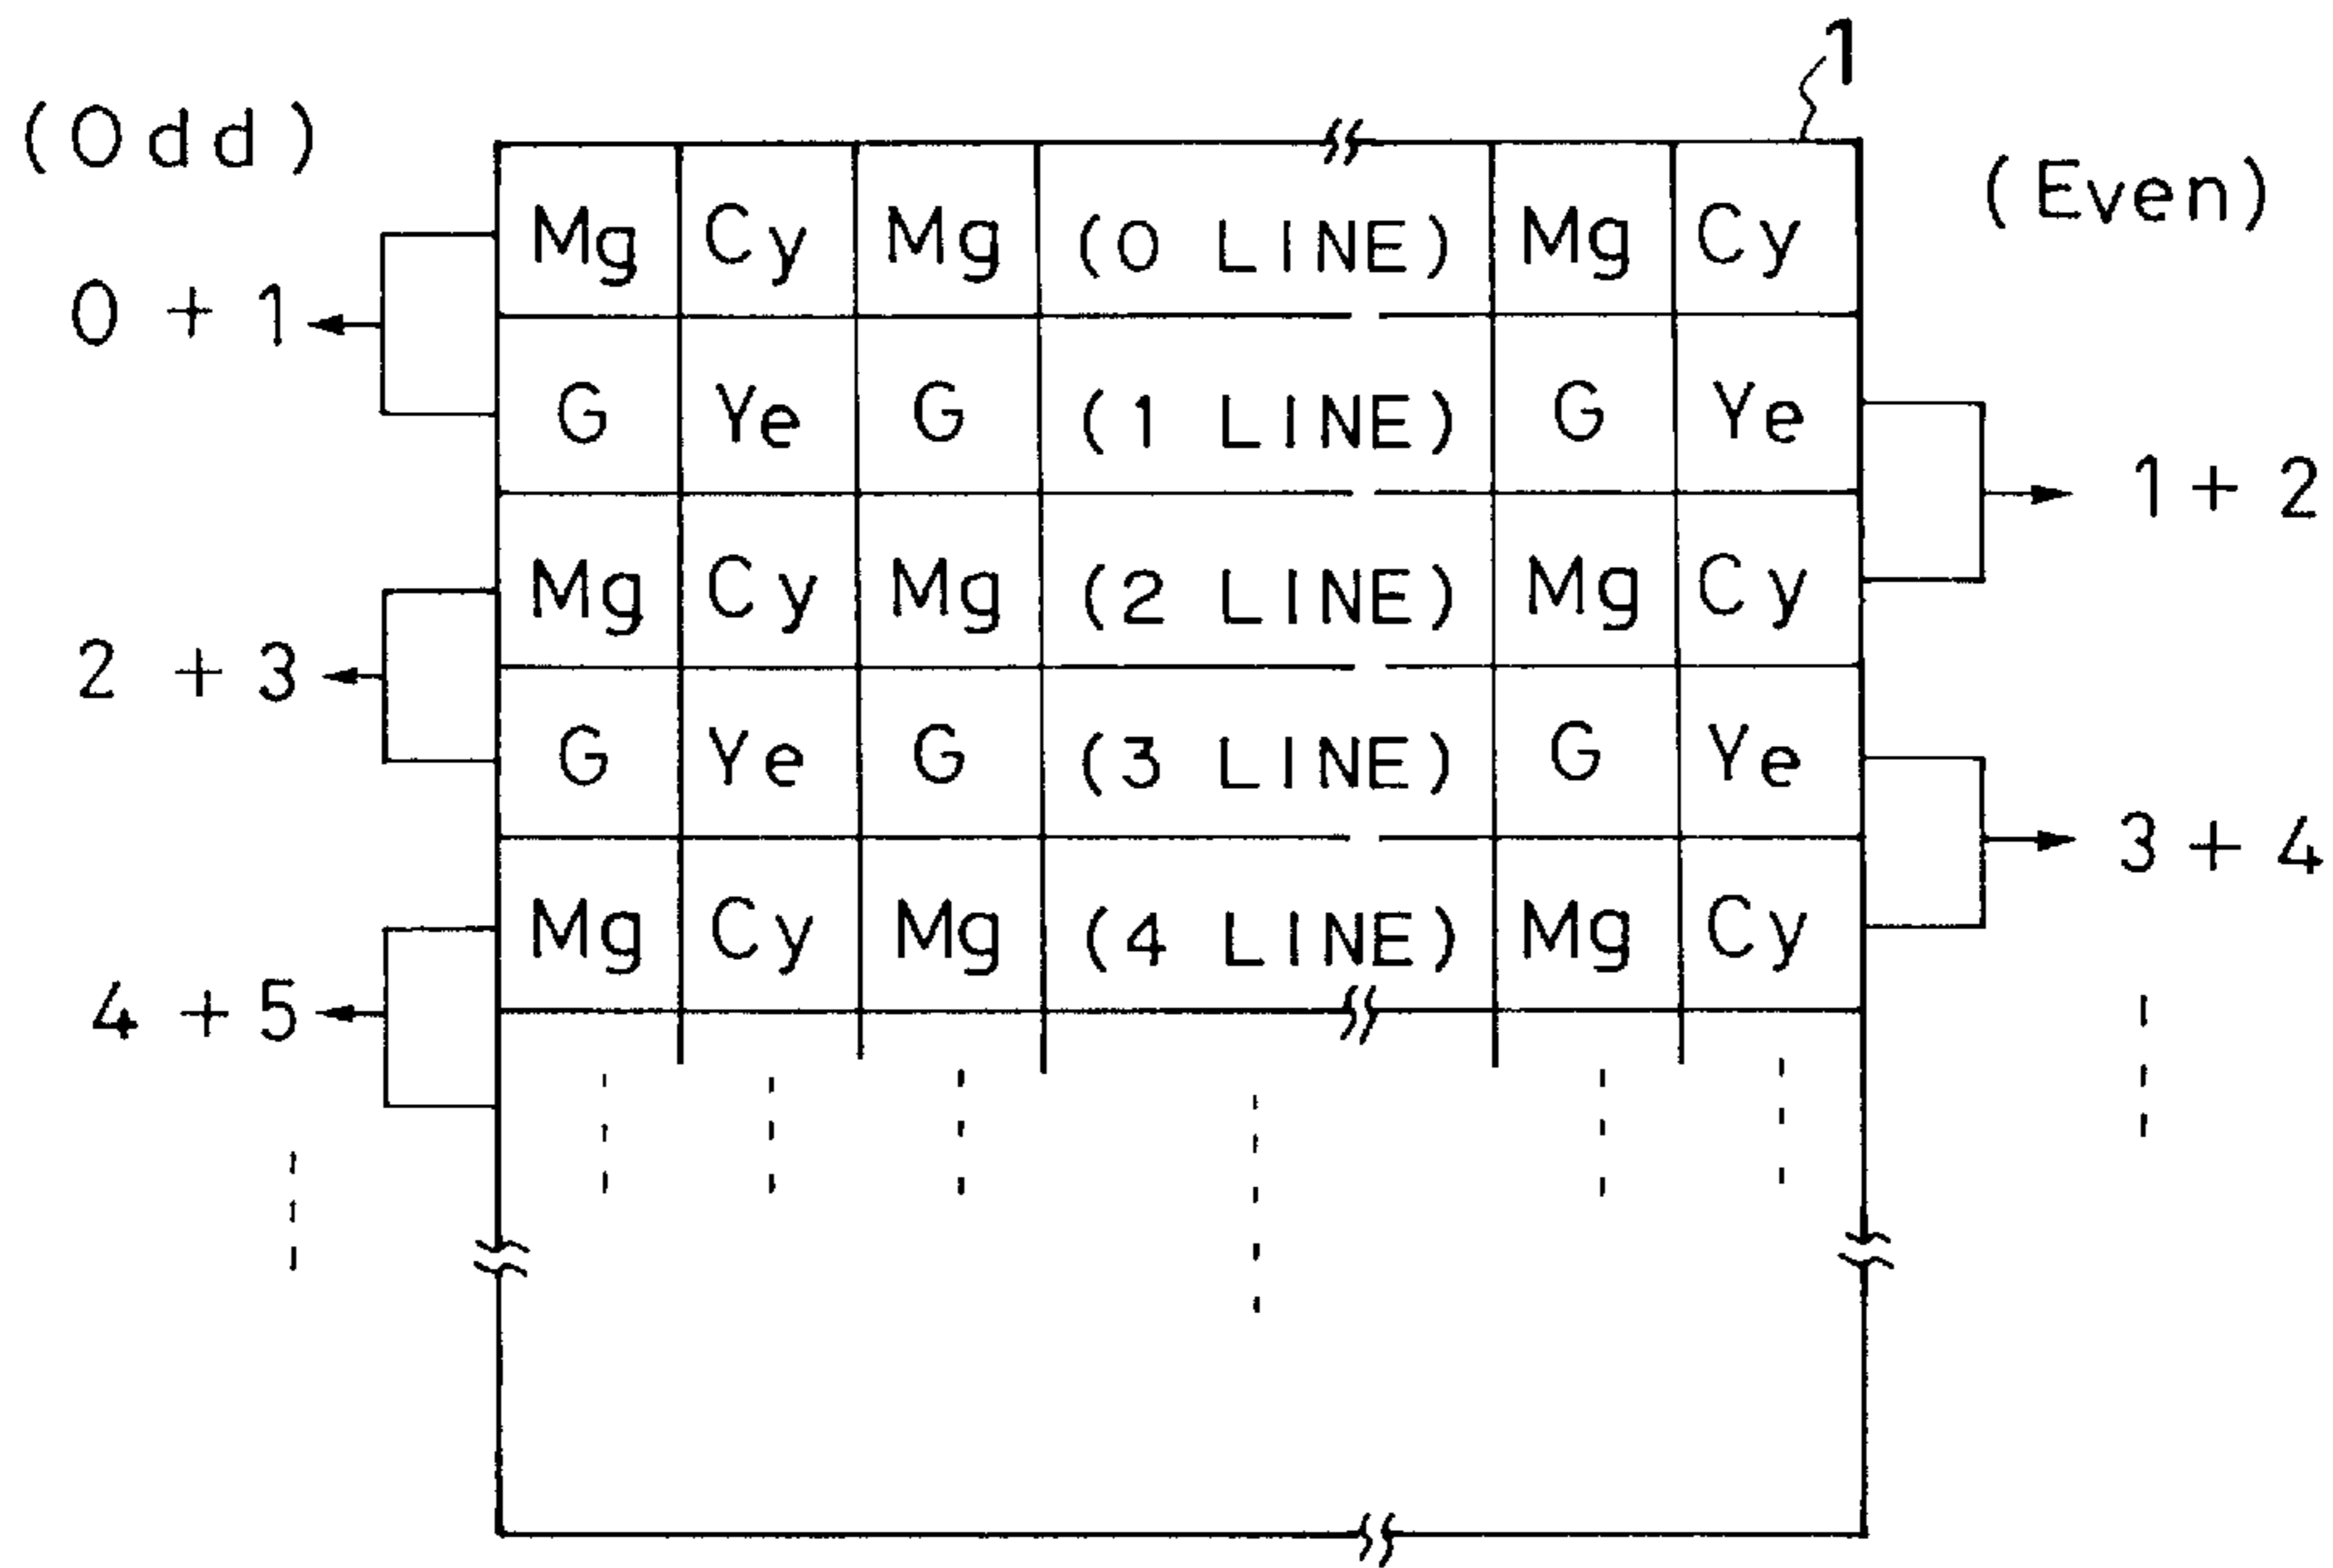 1
(Odd)
(Even)
Mg Cy Mg (0 LINE) Mg Cy
0 + 1
G Ye G (1 LINE) G Ye
1 + 2
Mg Cy Mg (2 LINE) Mg Cy
2 + 3
G Ye G (3 LINE) G Ye
3 + 4
Mg Cy Mg (4 LINE) Mg Cy
4 + 5